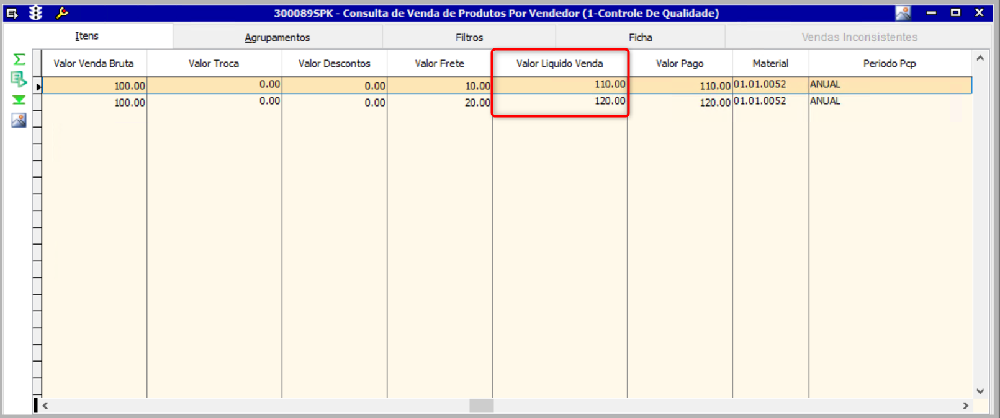 300089SPK - Consulta de Venda de Produtos Por Vendedor (1-Controle De Qualidade)
Itens Agrupamentos Filtros Ficha Vendas Inconsistentes
Valor Venda Bruta Valor Troca Valor Descontos Valor Frete Valor Liquido Venda Valor Pago Material Periodo Pcp
100.00 0.00 0.00 10.00 110.00 110.00 01.01.0052 ANUAL
100.00 0.00 0.00 20.00 120.00 120.00 01.01.0052 ANUAL